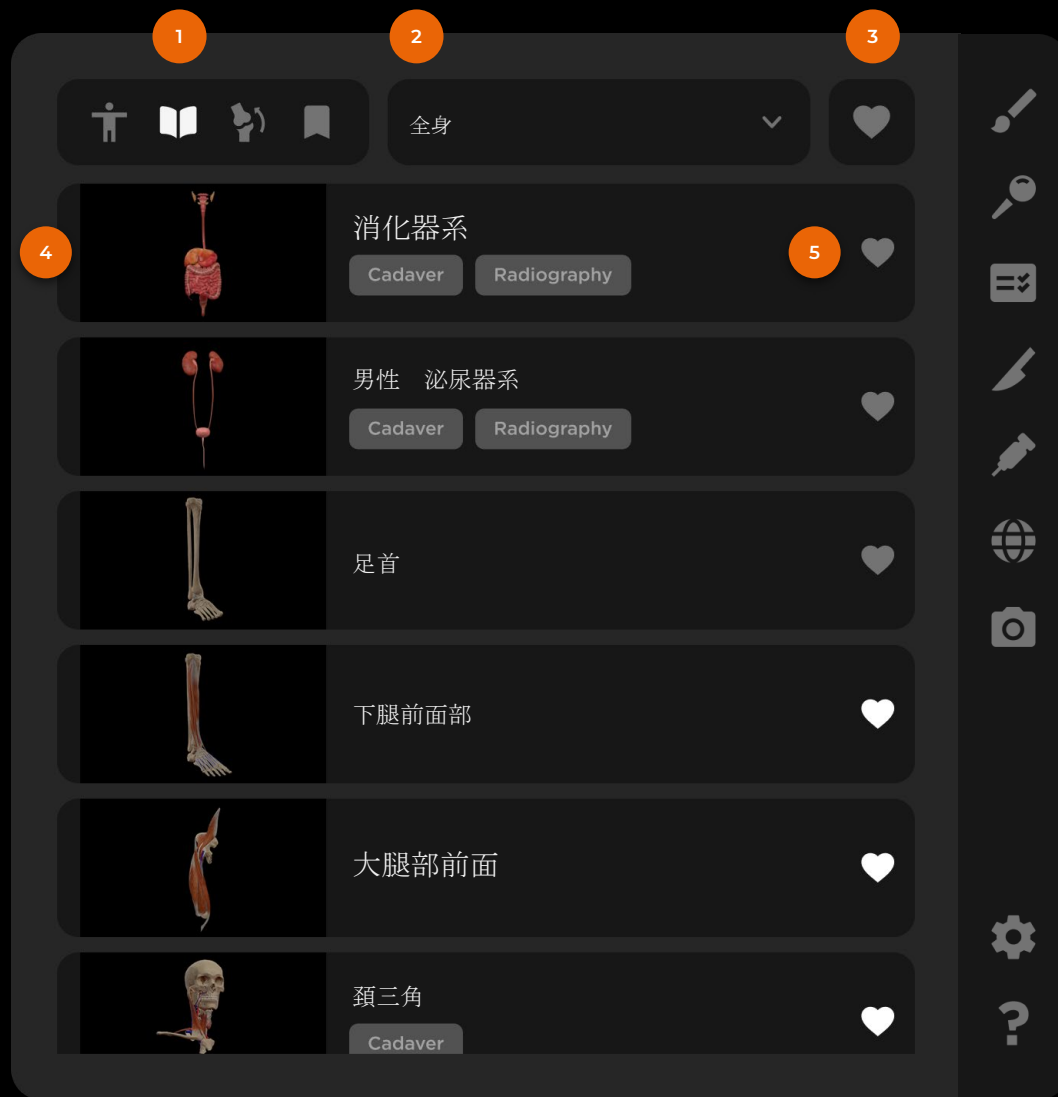 1
2
3
全身
4
消化器系
5
Cadaver
Radiography
男性　泌尿器系
Cadaver
Radiography
足首
下腿前面部
大腿部前面
頚三角
Cadaver
?